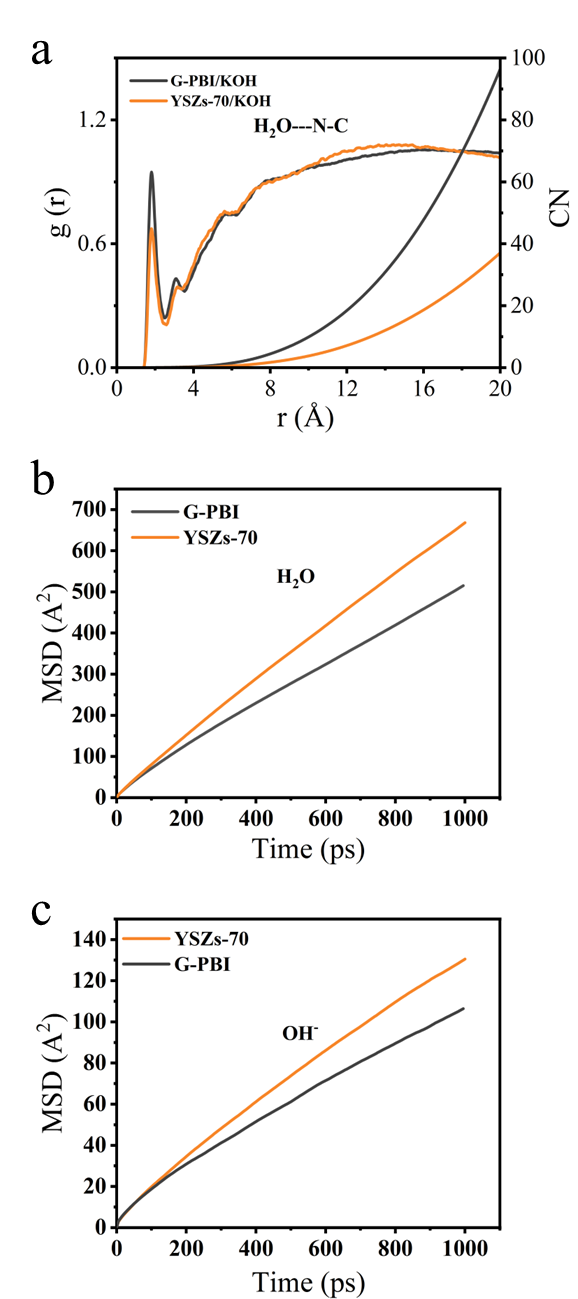 a
G-PBI/KOH
YSZs-70/KOH
H₂O---N-C
1.2
0.6
0.0
g (r)
100
80
60
40
20
0
CN
0 4 8 12 16 20
r (Å)
b
G-PBI
YSZs-70
H₂O
700
600
500
400
300
200
100
0
MSD (A²)
0 200 400 600 800 1000
Time (ps)
c
YSZs-70
G-PBI
OH⁻
140
120
100
80
60
40
20
0
MSD (A²)
0 200 400 600 800 1000
Time (ps)